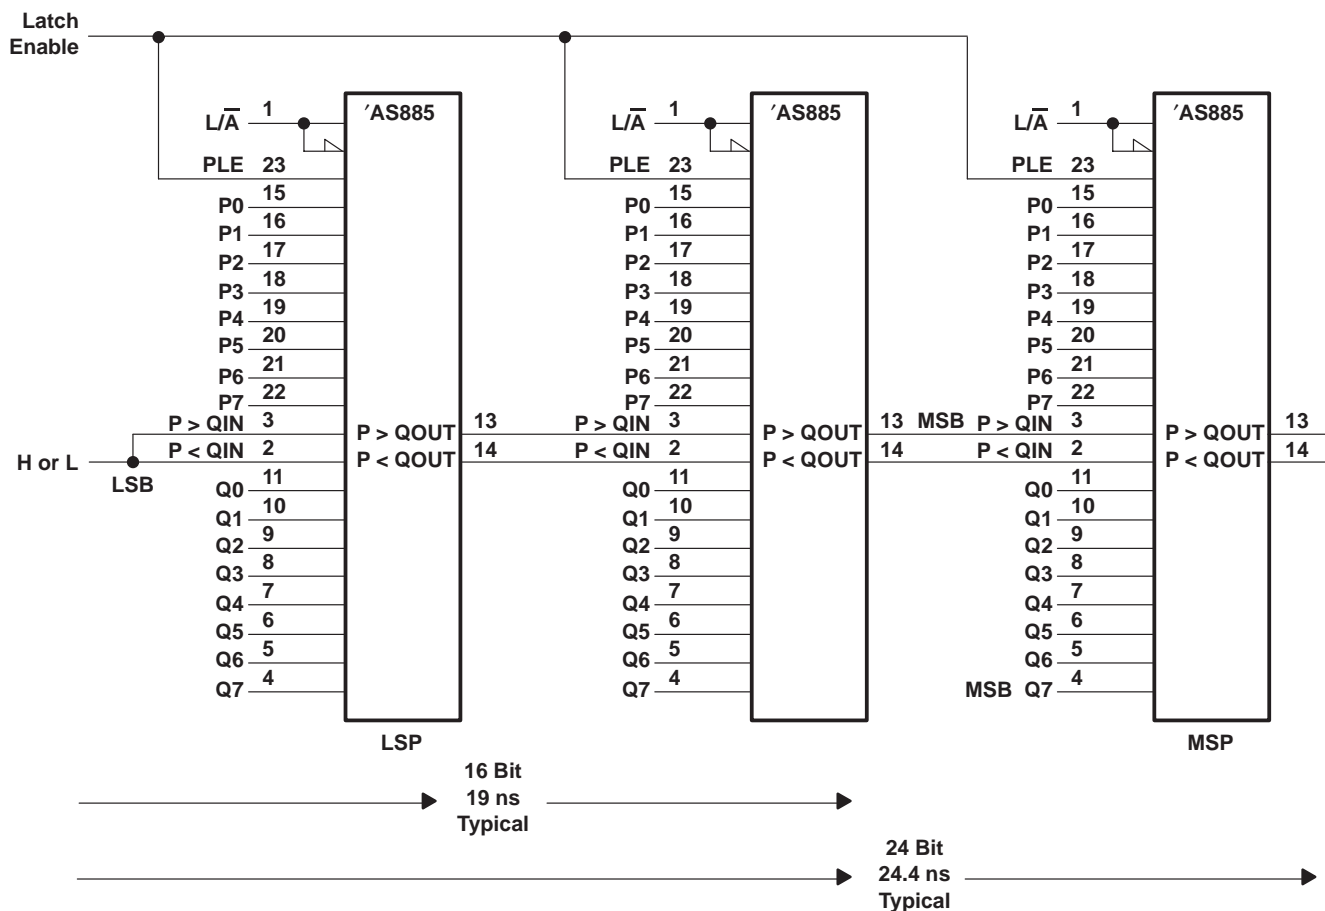 Latch
Enable
L/A̅ 1
′AS885
PLE 23
P0 15
P1 16
P2 17
P3 18
P4 19
P5 20
P6 21
P7 22
P > QIN 3
P < QIN 2
H or L
LSB
P > QOUT 13
P < QOUT 14
Q0 11
Q1 10
Q2 9
Q3 8
Q4 7
Q5 6
Q6 5
Q7 4
LSP
L/A̅ 1
′AS885
PLE 23
P0 15
P1 16
P2 17
P3 18
P4 19
P5 20
P6 21
P7 22
P > QIN 3
P < QIN 2
P > QOUT 13
P < QOUT 14
Q0 11
Q1 10
Q2 9
Q3 8
Q4 7
Q5 6
Q6 5
Q7 4
L/A̅ 1
′AS885
PLE 23
P0 15
P1 16
P2 17
P3 18
P4 19
P5 20
P6 21
P7 22
MSB P > QIN 3
P < QIN 2
P > QOUT 13
P < QOUT 14
Q0 11
Q1 10
Q2 9
Q3 8
Q4 7
Q5 6
Q6 5
MSB Q7 4
MSP
16 Bit
19 ns
Typical
24 Bit
24.4 ns
Typical